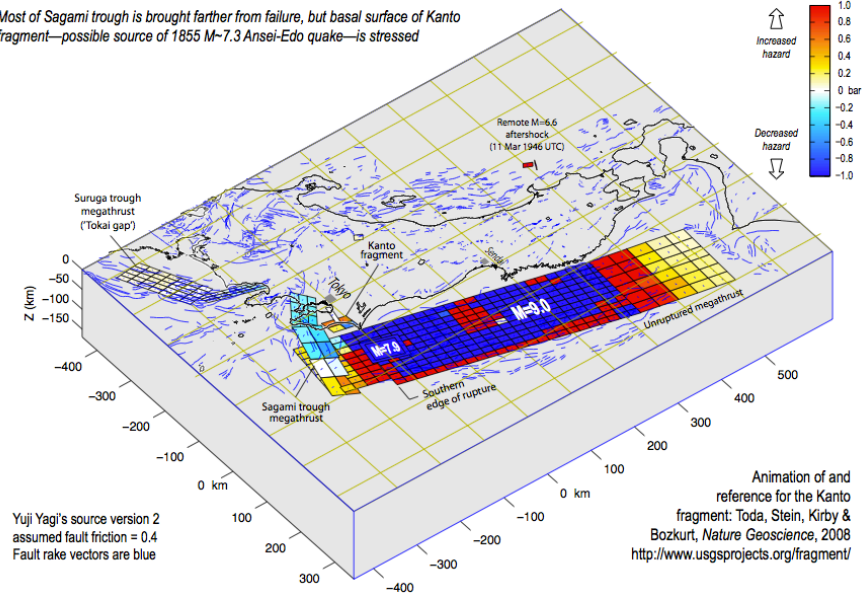 Most of Sagami trough is brought farther from failure, but basal surface of Kanto
fragment—possible source of 1855 M~7.3 Ansei-Edo quake—is stressed
1.0
0.8
0.6
0.4
0.2
0 bar
−0.2
−0.4
−0.6
−0.8
−1.0
Increased
hazard
Decreased
hazard
Remote M=6.6
aftershock
(11 Mar 1946 UTC)
Suruga trough
megathrust
('Tokai gap')
Kanto
fragment
Tokyo
Sendai
M=9.0
M=7.9
Unruptured megathrust
Southern
edge of rupture
Sagami trough
megathrust
Z (km)
0
−50
−100
−150
−400
−300
−200
−100
0 km
100
200
300
−400
−300
−200
−100
0 km
100
200
300
400
500
Yuji Yagi's source version 2
assumed fault friction = 0.4
Fault rake vectors are blue
Animation of and
reference for the Kanto
fragment: Toda, Stein, Kirby &
Bozkurt, Nature Geoscience, 2008
http://www.usgsprojects.org/fragment/